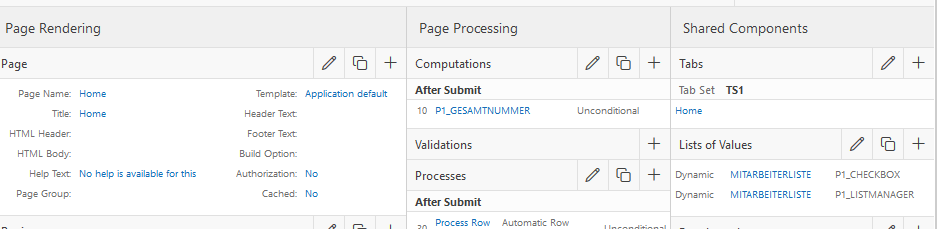 Page Rendering
Page
Page Name: Home
Template: Application default
Title: Home
Header Text:
HTML Header:
Footer Text:
HTML Body:
Build Option:
Help Text: No help is available for this
Authorization: No
Page Group:
Cached: No
Page Processing
Computations
After Submit
10 P1_GESAMTNUMMER Unconditional
Validations
Processes
After Submit
Process Row Automatic Row
Unconditional
Shared Components
Tabs
Tab Set TS1
Home
Lists of Values
Dynamic MITARBEITERLISTE P1_CHECKBOX
Dynamic MITARBEITERLISTE P1_LISTMANAGER